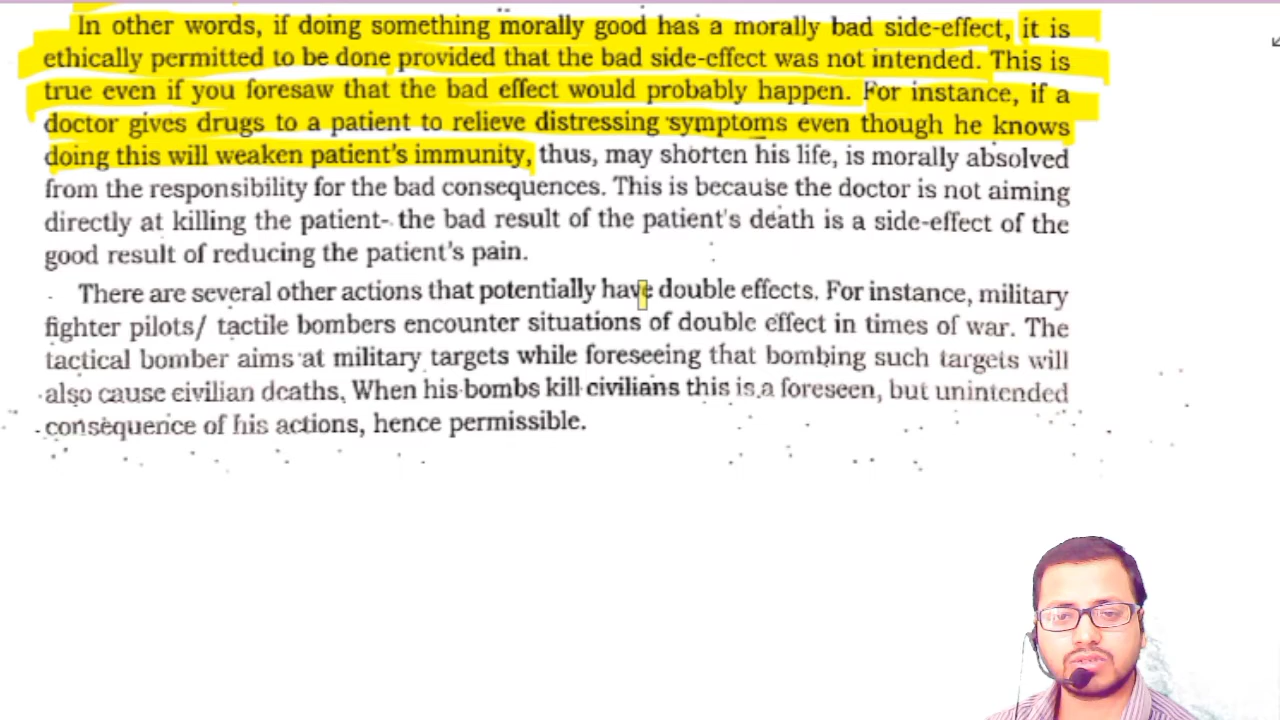 In other words, if doing something morally good has a morally bad side-effect, it is
ethically permitted to be done provided that the bad side-effect was not intended. This is
true even if you foresaw that the bad effect would probably happen. For instance, if a
doctor gives drugs to a patient to relieve distressing symptoms even though he knows
doing this will weaken patient's immunity, thus, may shorten his life, is morally absolved
from the responsibility for the bad consequences. This is because the doctor is not aiming
directly at killing the patient- the bad result of the patient's death is a side-effect of the
good result of reducing the patient's pain.
There are several other actions that potentially have double effects. For instance, military
fighter pilots/ tactile bombers encounter situations of double effect in times of war. The
tactical bomber aims at military targets while foreseeing that bombing such targets will
also cause civilian deaths. When his bombs kill civilians this is a foreseen, but unintended
consequence of his actions, hence permissible.